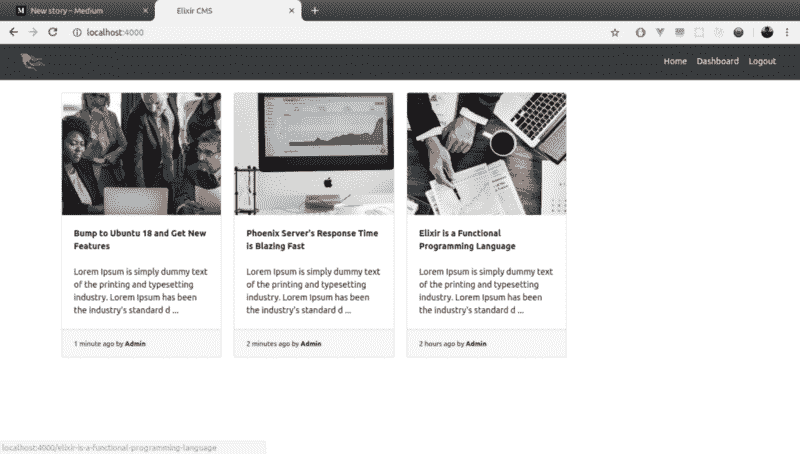 New story – Medium
Elixir CMS
localhost:4000
Home Dashboard Logout
Bump to Ubuntu 18 and Get New
Features
Lorem Ipsum is simply dummy text
of the printing and typesetting
industry. Lorem Ipsum has been
the industry's standard d ...
1 minute ago by Admin
Phoenix Server's Response Time
is Blazing Fast
Lorem Ipsum is simply dummy text
of the printing and typesetting
industry. Lorem Ipsum has been
the industry's standard d ...
2 minutes ago by Admin
Elixir is a Functional
Programming Language
Lorem Ipsum is simply dummy text
of the printing and typesetting
industry. Lorem Ipsum has been
the industry's standard d ...
2 hours ago by Admin
localhost:4000/elixir-is-a-functional-programming-language